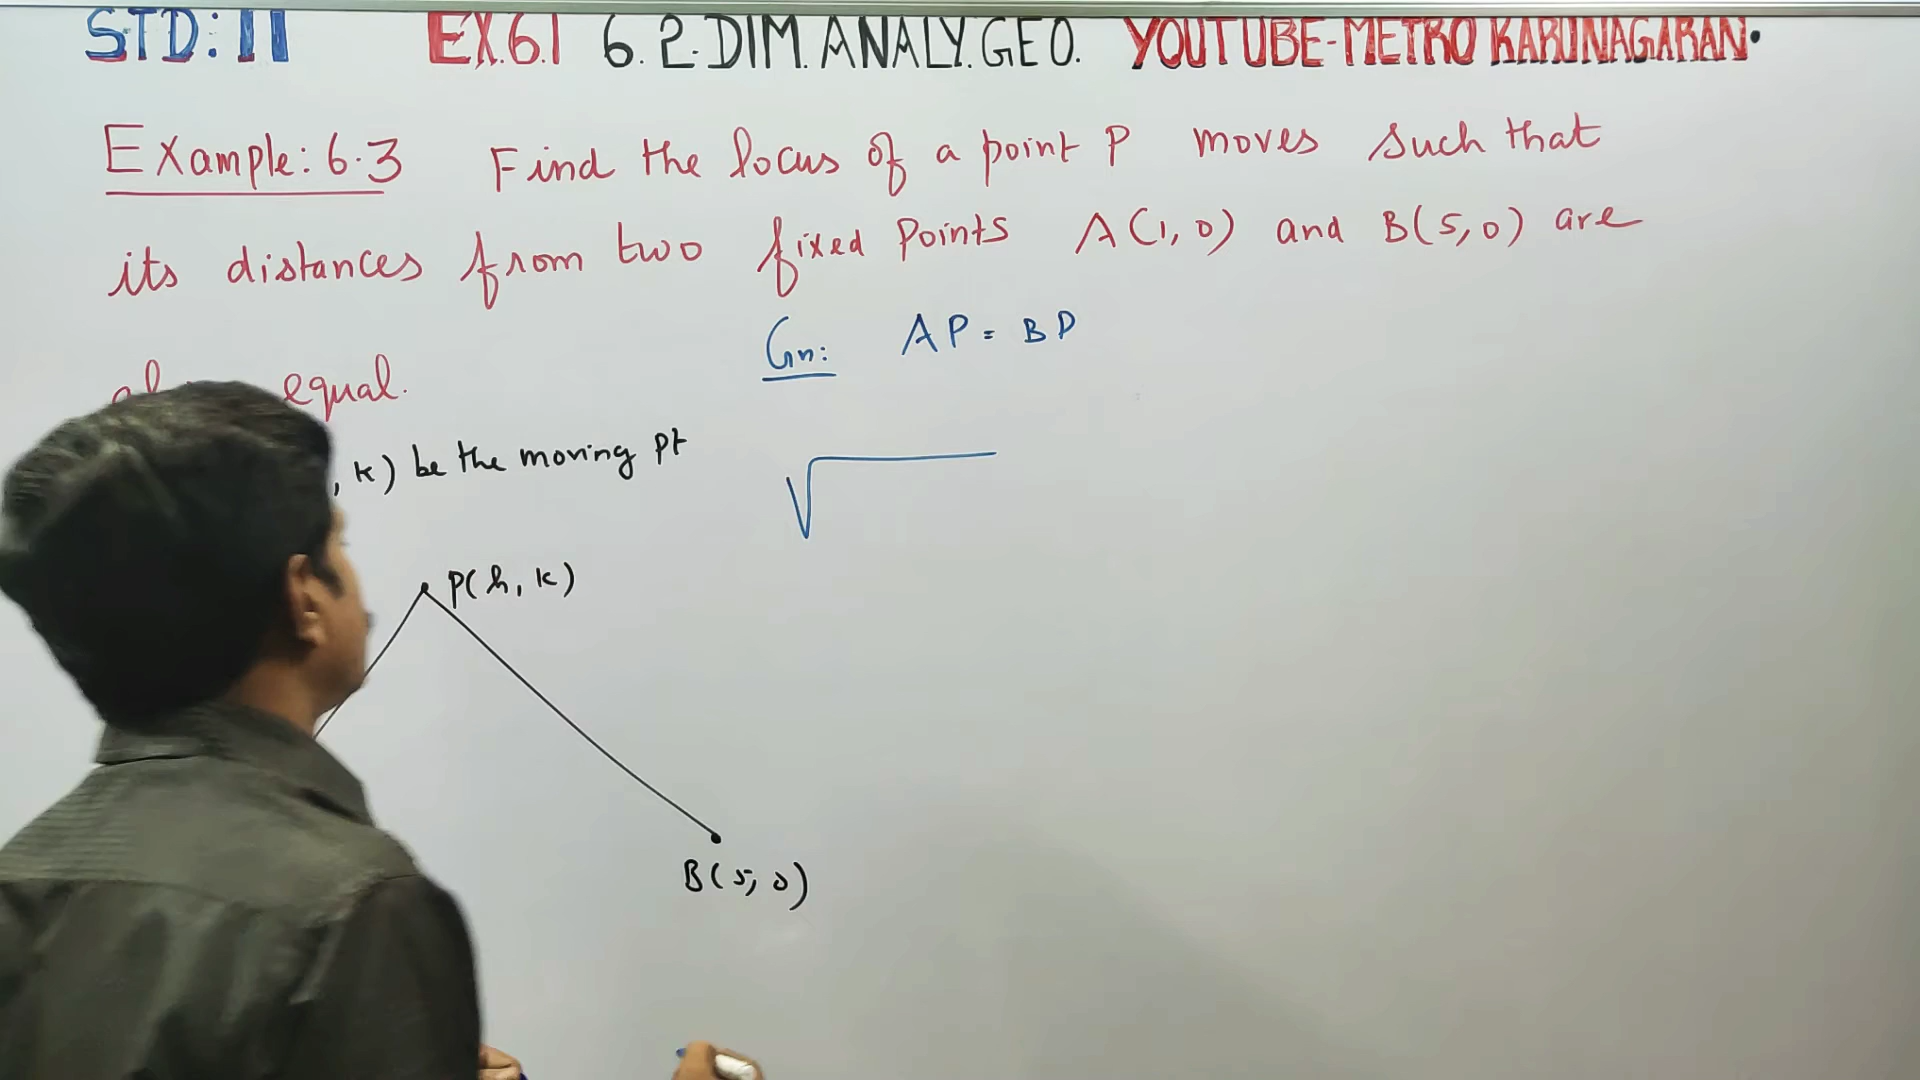 STD: 11 EX.6.1 6. 2-DIM. ANALY. GEO. YOUTUBE-METRO KARUNAGARAN.
Example: 6.3 Find the locus of a point P moves such that
its distances from two fixed Points A(1, 0) and B(5, 0) are
equal.
Gn: AP = BP
, k) be the moving pt
√
P(h, k)
B(5, 0)